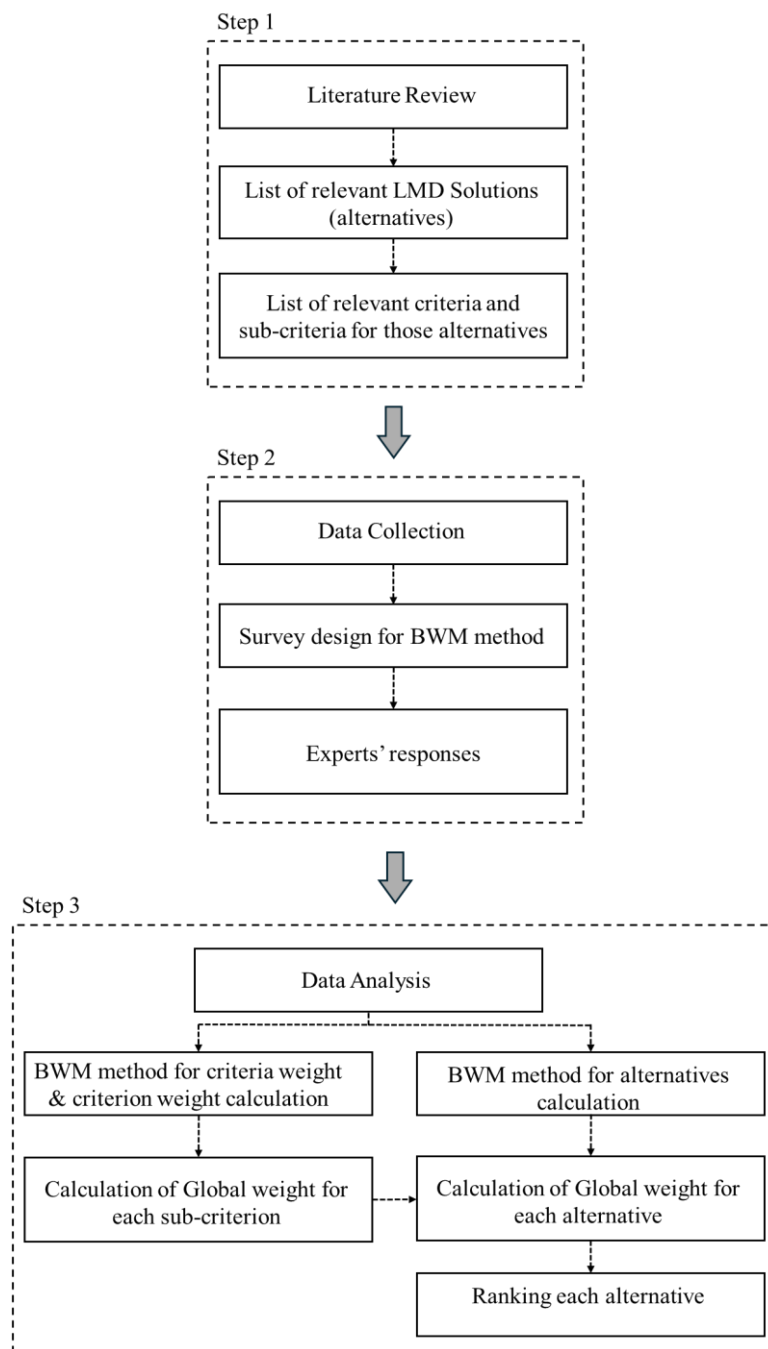 Step 1
Literature Review
List of relevant LMD Solutions
(alternatives)
List of relevant criteria and
sub-criteria for those alternatives
Step 2
Data Collection
Survey design for BWM method
Experts’ responses
Step 3
Data Analysis
BWM method for criteria weight
& criterion weight calculation
BWM method for alternatives
calculation
Calculation of Global weight for
each sub-criterion
Calculation of Global weight for
each alternative
Ranking each alternative